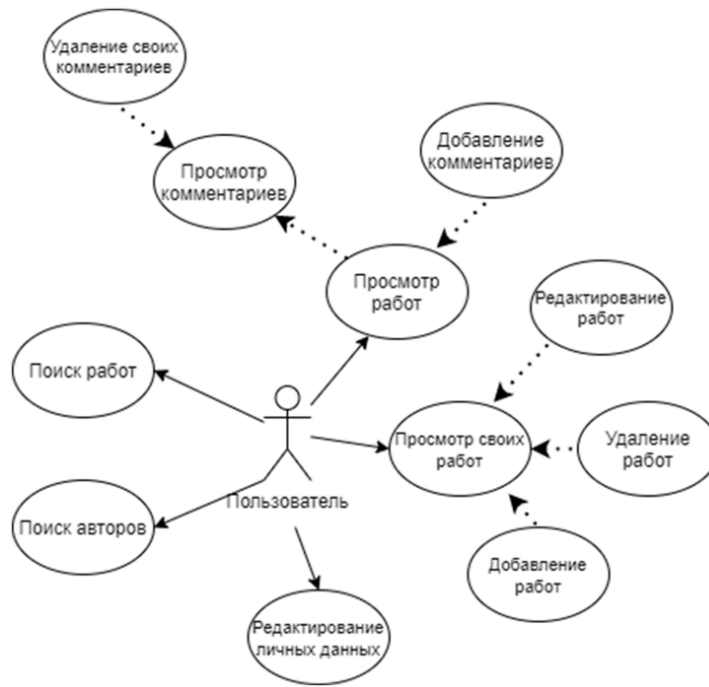 Удаление своих
комментариев
Добавление
комментариев
Просмотр
комментариев
Просмотр
работ
Редактирование
работ
Поиск работ
Просмотр своих
работ
Удаление
работ
Пользователь
Поиск авторов
Добавление
работ
Редактирование
личных данных